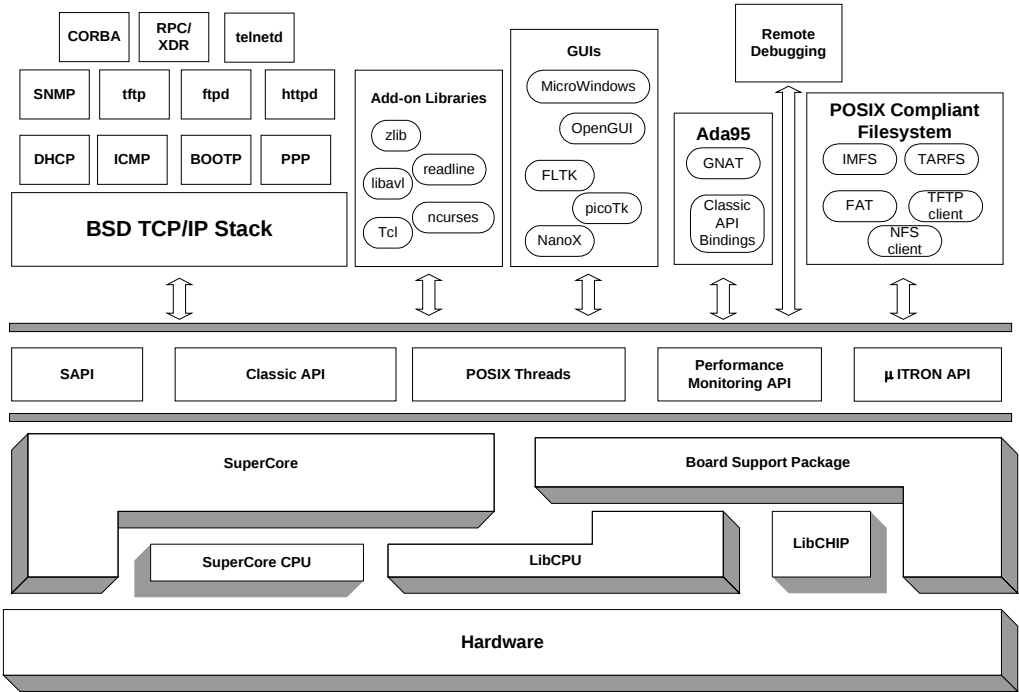 CORBA
RPC/
XDR
telnetd
SNMP
tftp
ftpd
httpd
DHCP
ICMP
BOOTP
PPP
BSD TCP/IP Stack
Add-on Libraries
zlib
readline
libavl
ncurses
Tcl
GUIs
MicroWindows
OpenGUI
FLTK
picoTk
NanoX
Ada95
GNAT
Classic
API
Bindings
Remote
Debugging
POSIX Compliant
Filesystem
IMFS
TARFS
FAT
TFTP
client
NFS
client
SAPI
Classic API
POSIX Threads
Performance
Monitoring API
μ ITRON API
SuperCore
Board Support Package
SuperCore CPU
LibCPU
LibCHIP
Hardware